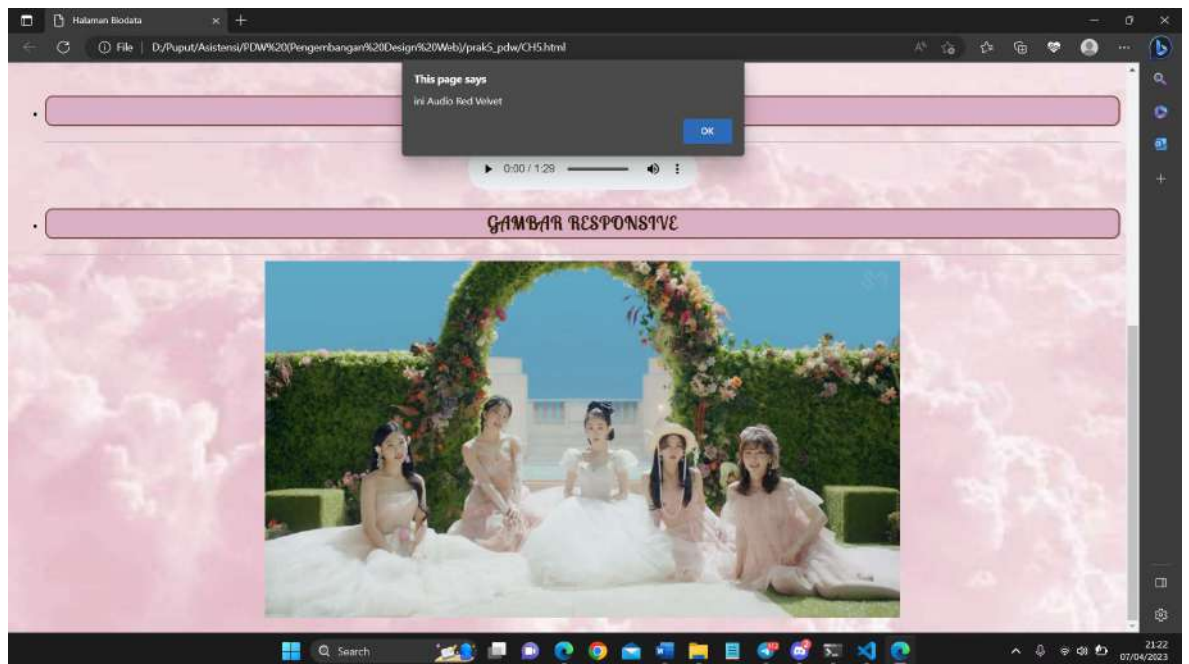 Halaman Biodata
File | D:/Puput/Asistensi/PDW%20(Pengembangan%20Design%20Web)/prak5_pdw/CH5.html
This page says
ini Audio Red Velvet
OK
0:00 / 1:29
GAMBAR RESPONSIVE
Search
21:22
07/04/2023